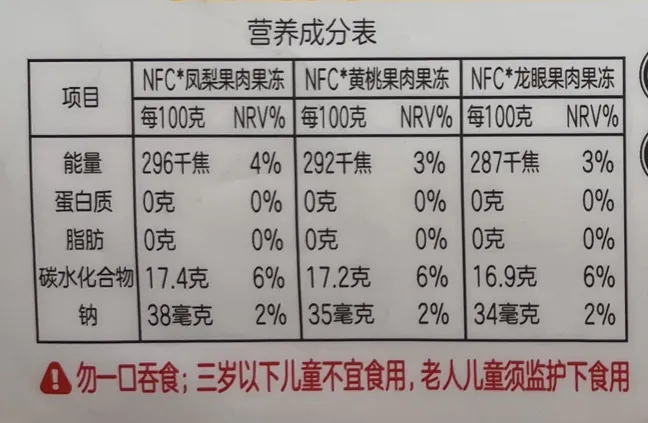 营养成分表
项目 NFC*凤梨果肉果冻 NFC*黄桃果肉果冻 NFC*龙眼果肉果冻
每100克 NRV% 每100克 NRV% 每100克 NRV%
能量 296千焦 4% 292千焦 3% 287千焦 3%
蛋白质 0克 0% 0克 0% 0克 0%
脂肪 0克 0% 0克 0% 0克 0%
碳水化合物 17.4克 6% 17.2克 6% 16.9克 6%
钠 38毫克 2% 35毫克 2% 34毫克 2%
勿一口吞食；三岁以下儿童不宜食用，老人儿童须监护下食用